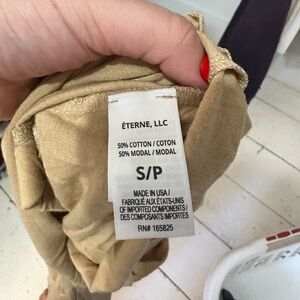 ÉTERNE, LLC
50% COTTON / COTON
50% MODAL / MODAL
S/P
MADE IN USA /
FABRIQUÉ AUX ÉTATS-UNIS
OF IMPORTED COMPONENTS /
DES COMPOSANTS IMPORTES
RN# 165825